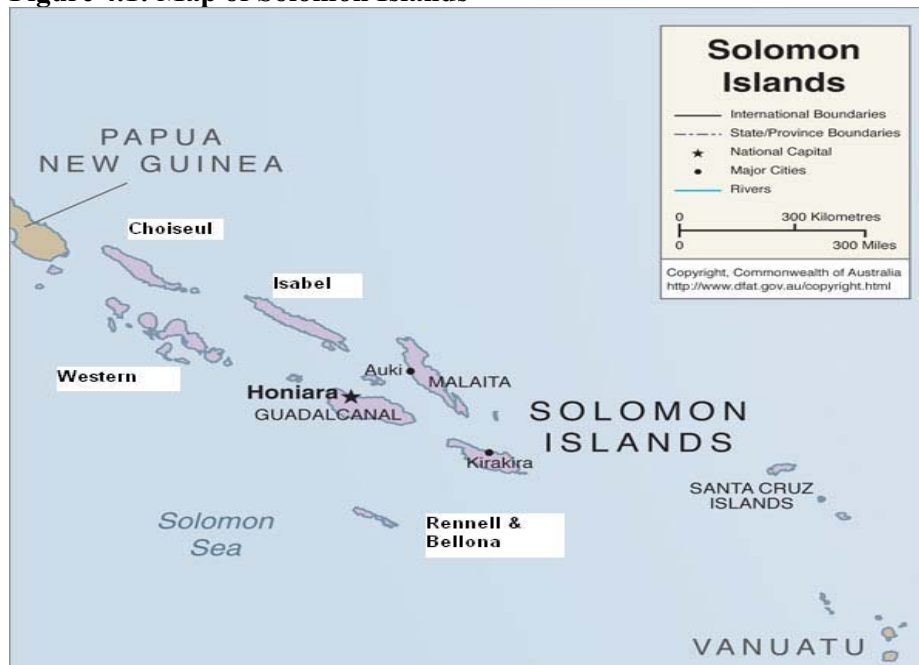 Figure 4.1: Map of Solomon Islands
Solomon
Islands
International Boundaries
State/Province Boundaries
National Capital
Major Cities
Rivers
0 300 Kilometres
0 300 Miles
Copyright, Commonwealth of Australia
http://www.dfat.gov.au/copyright.html
PAPUA
NEW GUINEA
Choiseul
Isabel
Western
Auki
MALAITA
Honiara
GUADALCANAL
SOLOMON
ISLANDS
Kirakira
SANTA CRUZ
ISLANDS
Solomon
Sea
Rennell &
Bellona
VANUATU